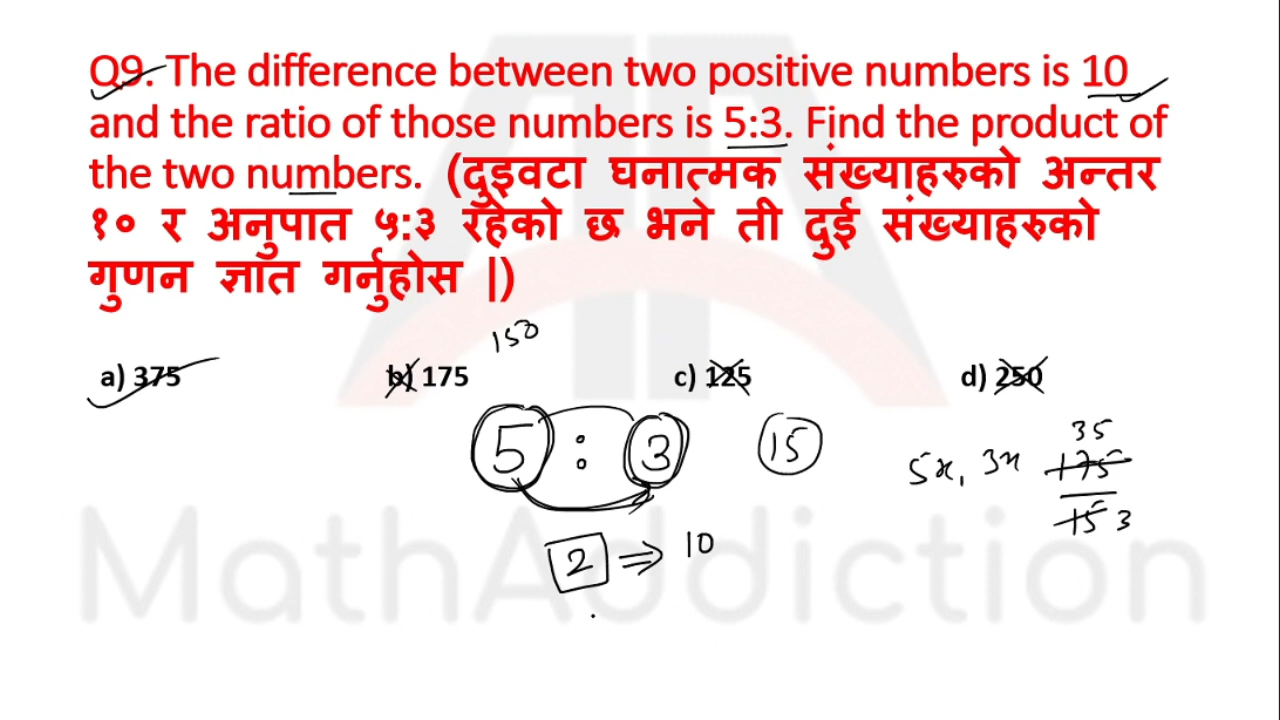 Q9. The difference between two positive numbers is 10
and the ratio of those numbers is 5:3. Find the product of
the two numbers. (दुइवटा घनात्मक संख्याहरुको अन्तर
१० र अनुपात ५:३ रहेको छ भने ती दुई संख्याहरुको
गुणन ज्ञात गर्नुहोस |)
150
a) 375 b) 175 c) 125 d) 250
5 : 3 15 5x, 3x 35
175
15 3
2 ⇒ 10
MathAddiction